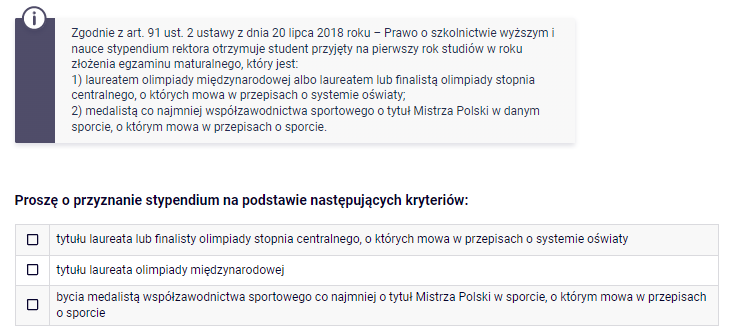 Zgodnie z art. 91 ust. 2 ustawy z dnia 20 lipca 2018 roku – Prawo o szkolnictwie wyższym i
nauce stypendium rektora otrzymuje student przyjęty na pierwszy rok studiów w roku
złożenia egzaminu maturalnego, który jest:
1) laureatem olimpiady międzynarodowej albo laureatem lub finalistą olimpiady stopnia
centralnego, o których mowa w przepisach o systemie oświaty;
2) medalistą co najmniej współzawodnictwa sportowego o tytuł Mistrza Polski w danym
sporcie, o którym mowa w przepisach o sporcie.
Proszę o przyznanie stypendium na podstawie następujących kryteriów:
tytułu laureata lub finalisty olimpiady stopnia centralnego, o których mowa w przepisach o systemie oświaty
tytułu laureata olimpiady międzynarodowej
bycia medalistą współzawodnictwa sportowego co najmniej o tytuł Mistrza Polski w sporcie, o którym mowa w przepisach
o sporcie